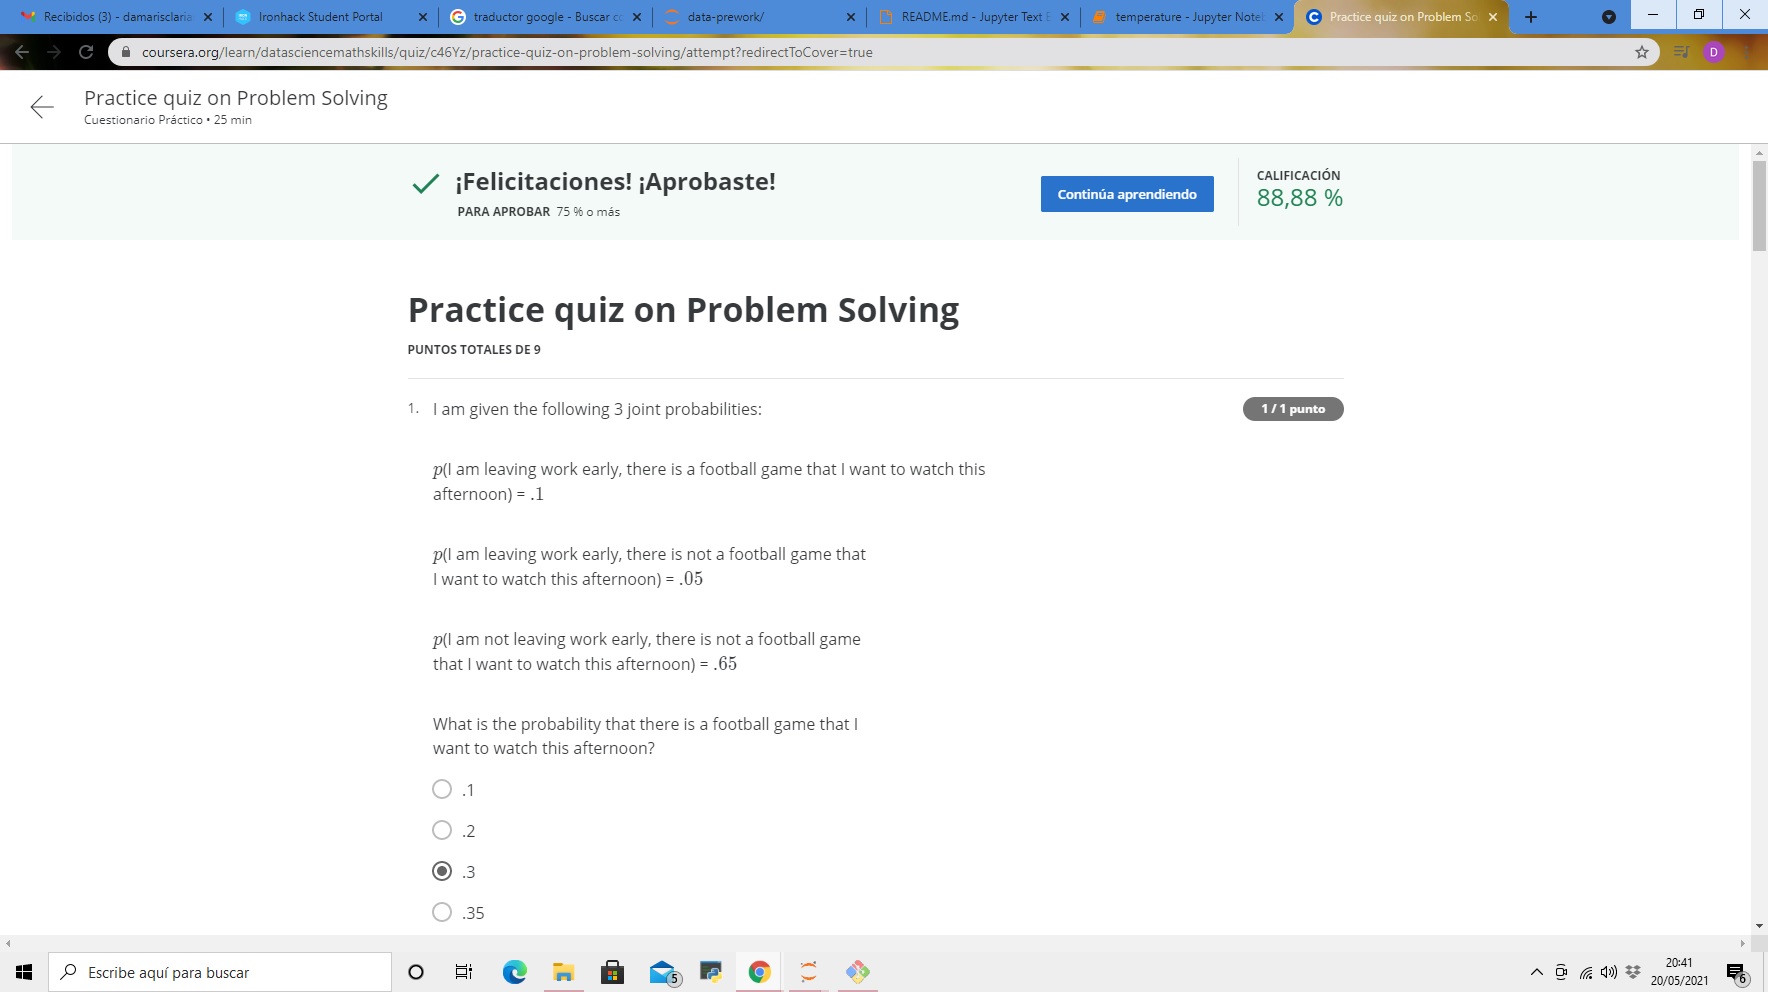 Recibidos (3) - damarisclaria
Ironhack Student Portal
traductor google - Buscar co
data-prework/
README.md - Jupyter Text E
temperature - Jupyter Noteb
Practice quiz on Problem So
coursera.org/learn/datasciencemathskills/quiz/c46Yz/practice-quiz-on-problem-solving/attempt?redirectToCover=true
D
Practice quiz on Problem Solving
Cuestionario Práctico • 25 min
¡Felicitaciones! ¡Aprobaste!
PARA APROBAR 75 % o más
Continúa aprendiendo
CALIFICACIÓN
88,88 %
Practice quiz on Problem Solving
PUNTOS TOTALES DE 9
1. I am given the following 3 joint probabilities:
1 / 1 punto
p(I am leaving work early, there is a football game that I want to watch this
afternoon) = .1
p(I am leaving work early, there is not a football game that
I want to watch this afternoon) = .05
p(I am not leaving work early, there is not a football game
that I want to watch this afternoon) = .65
What is the probability that there is a football game that I
want to watch this afternoon?
.1
.2
.3
.35
Escribe aquí para buscar
5
20:41
20/05/2021
6